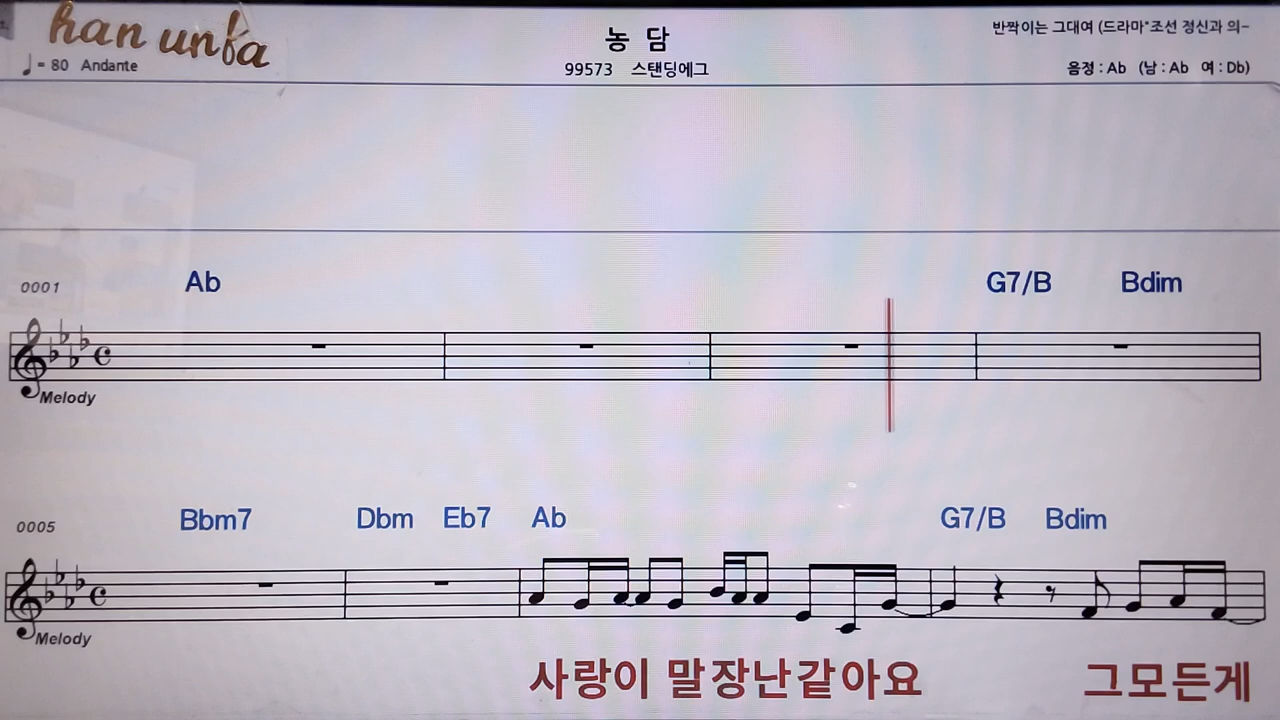 han unfa
♩= 80 Andante
농 담
99573 스탠딩에그
반짝이는 그대여 (드라마"조선 정신과 의-
음정 : Ab (남 : Ab 여 : Db)
0001 Ab G7/B Bdim
Melody
0005 Bbm7 Dbm Eb7 Ab G7/B Bdim
Melody
사랑이 말장난같아요 그모든게